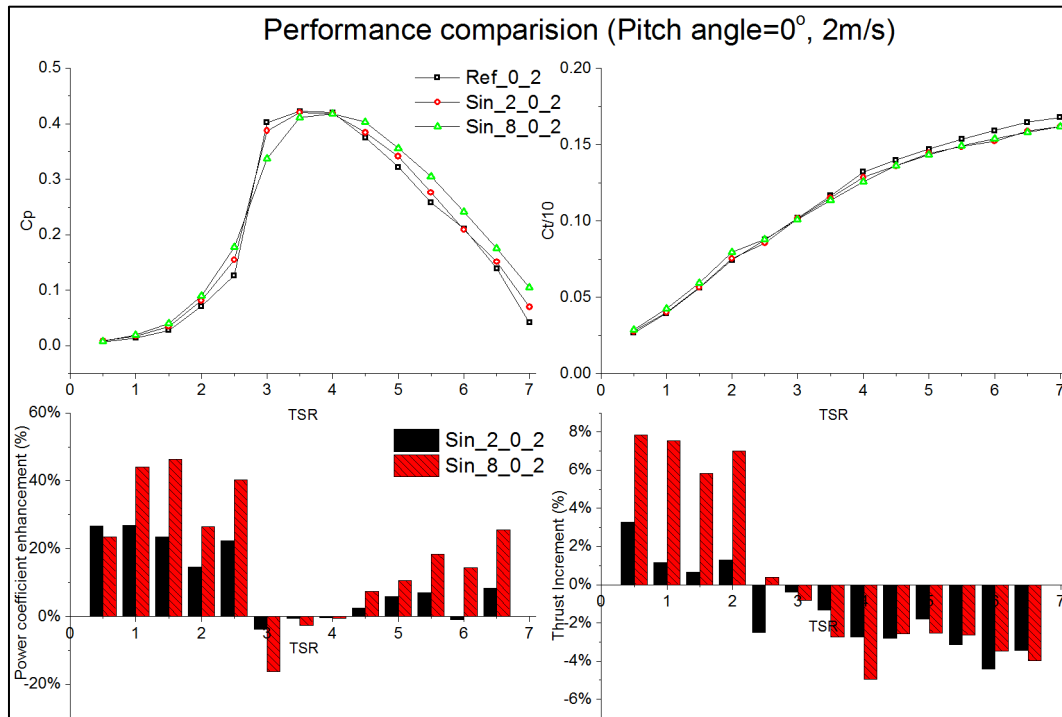 Performance comparision (Pitch angle=0°, 2m/s)
0.5
0.4
0.3
0.2
0.1
0.0
Cp
Ref_0_2
Sin_2_0_2
Sin_8_0_2
0 1 2 3 4 5 6 7
TSR
0.20
0.15
0.10
0.05
0.00
Ct/10
0 1 2 3 4 5 6 7
TSR
60%
40%
20%
0%
-20%
Power coefficient enhancement (%)
Sin_2_0_2
Sin_8_0_2
0 1 2 3 4 5 6 7
TSR
8%
6%
4%
2%
0%
-2%
-4%
-6%
Thrust Increment (%)
0 1 2 3 4 5 6 7
TSR